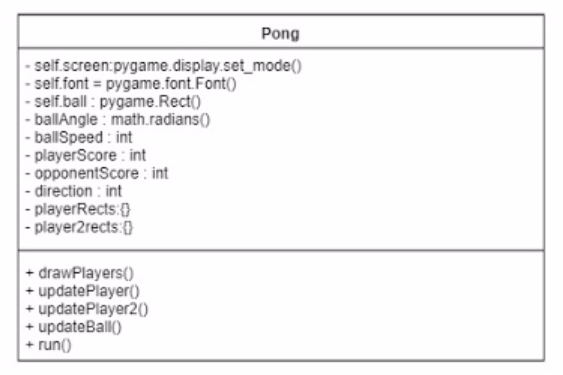 Pong
- self.screen:pygame.display.set_mode()
- self.font = pygame.font.Font()
- self.ball : pygame.Rect()
- ballAngle : math.radians()
- ballSpeed : int
- playerScore : int
- opponentScore : int
- direction : int
- playerRects:{}
- player2rects:{}
+ drawPlayers()
+ updatePlayer()
+ updatePlayer2()
+ updateBall()
+ run()